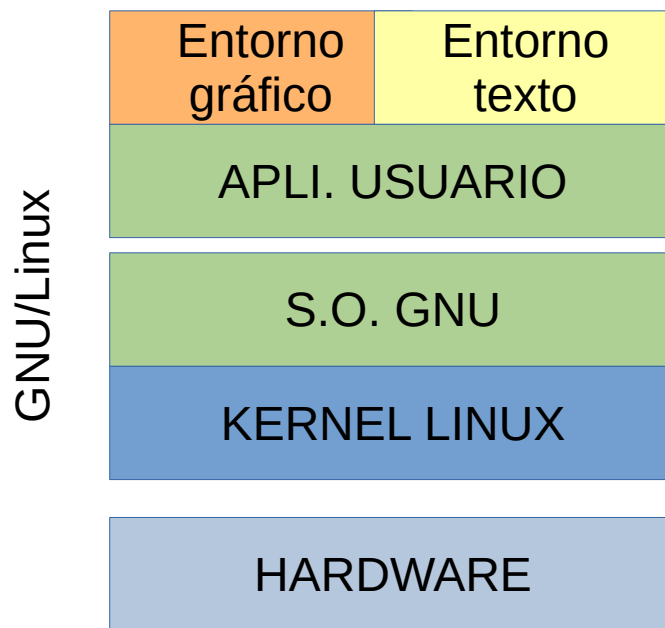 Entorno
gráfico
Entorno
texto
APLI. USUARIO
GNU/Linux
S.O. GNU
KERNEL LINUX
HARDWARE